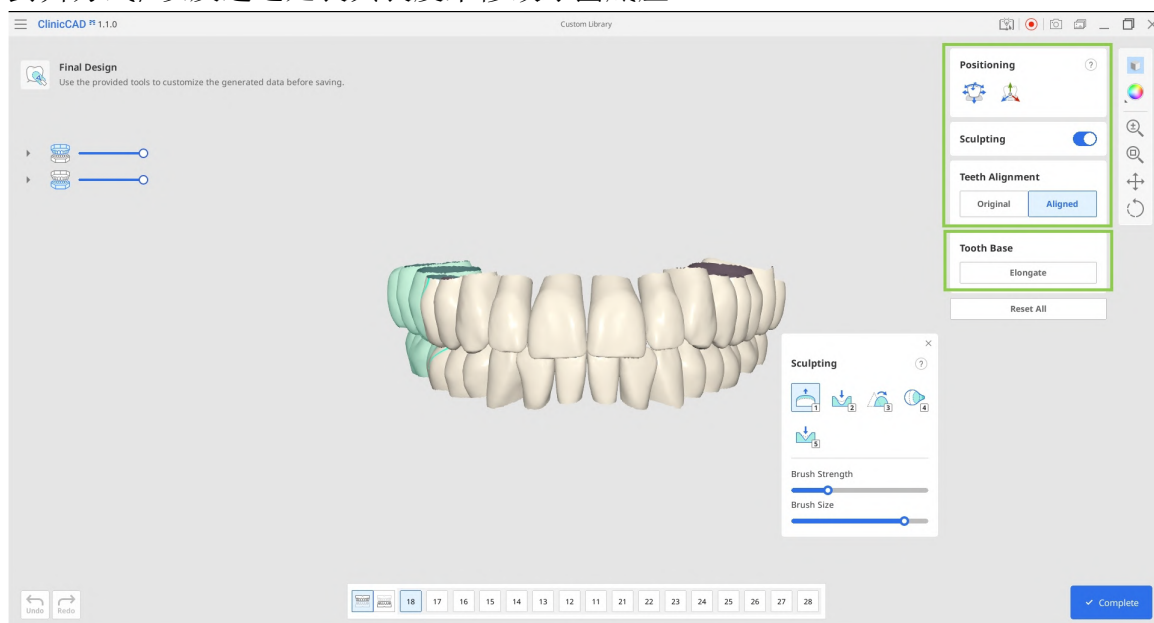 ClinicCAD 1.1.0
Custom Library
Final Design
Use the provided tools to customize the generated data before saving.
Positioning
?
Sculpting
Teeth Alignment
Original Aligned
Tooth Base
Elongate
Reset All
Sculpting
?
1 2 3 4
5
Brush Strength
Brush Size
Undo Redo
18 17 16 15 14 13 12 11 21 22 23 24 25 26 27 28
Complete